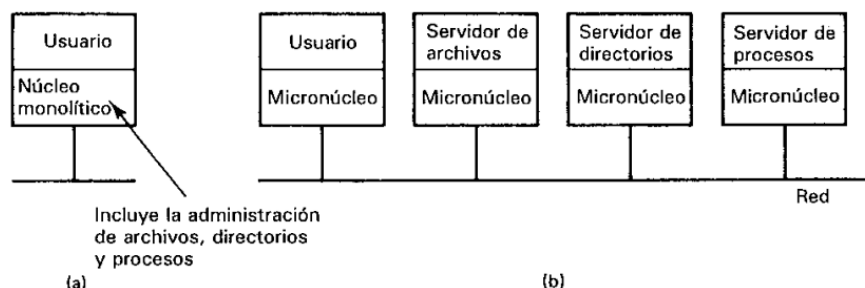 Usuario
Núcleo
monolítico
Incluye la administración
de archivos, directorios
y procesos
(a)
Usuario
Micronúcleo
Servidor de
archivos
Micronúcleo
Servidor de
directorios
Micronúcleo
Servidor de
procesos
Micronúcleo
Red
(b)